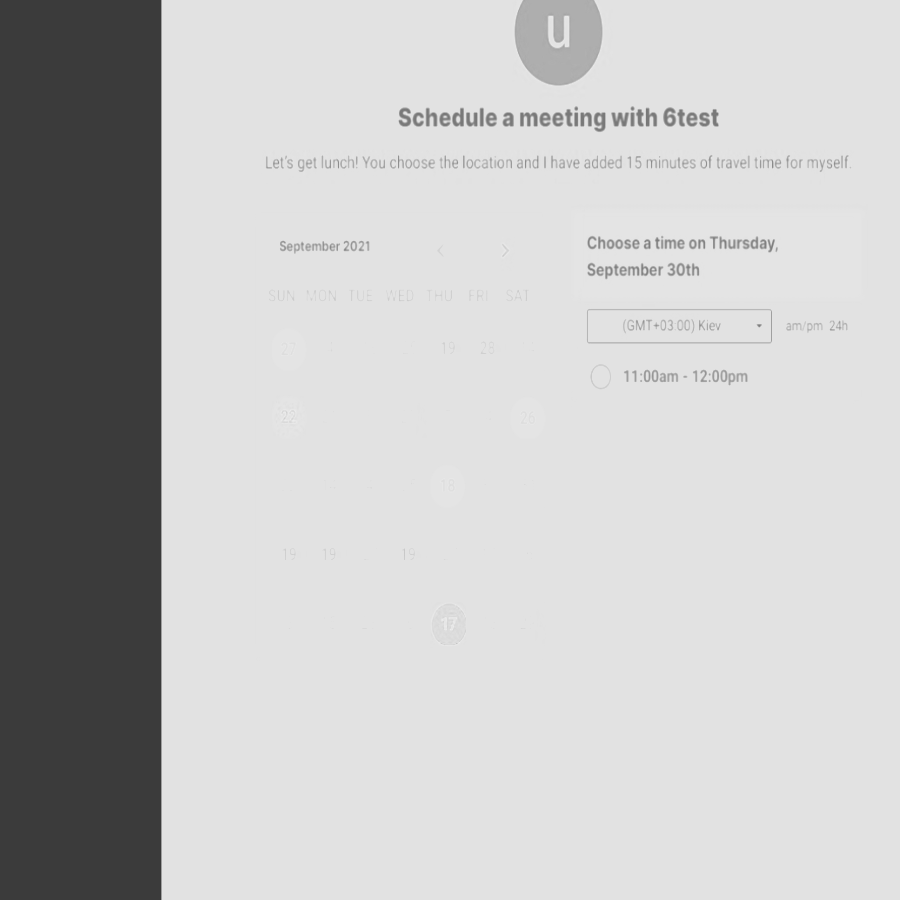 u
Schedule a meeting with 6test
Let's get lunch! You choose the location and I have added 15 minutes of travel time for myself.
September 2021
Choose a time on Thursday,
September 30th
SUN MON TUE WED THU FRI SAT
(GMT+03:00) Kiev
am/pm 24h
27 19 28
11:00am - 12:00pm
22 26
18
19 19 19
17